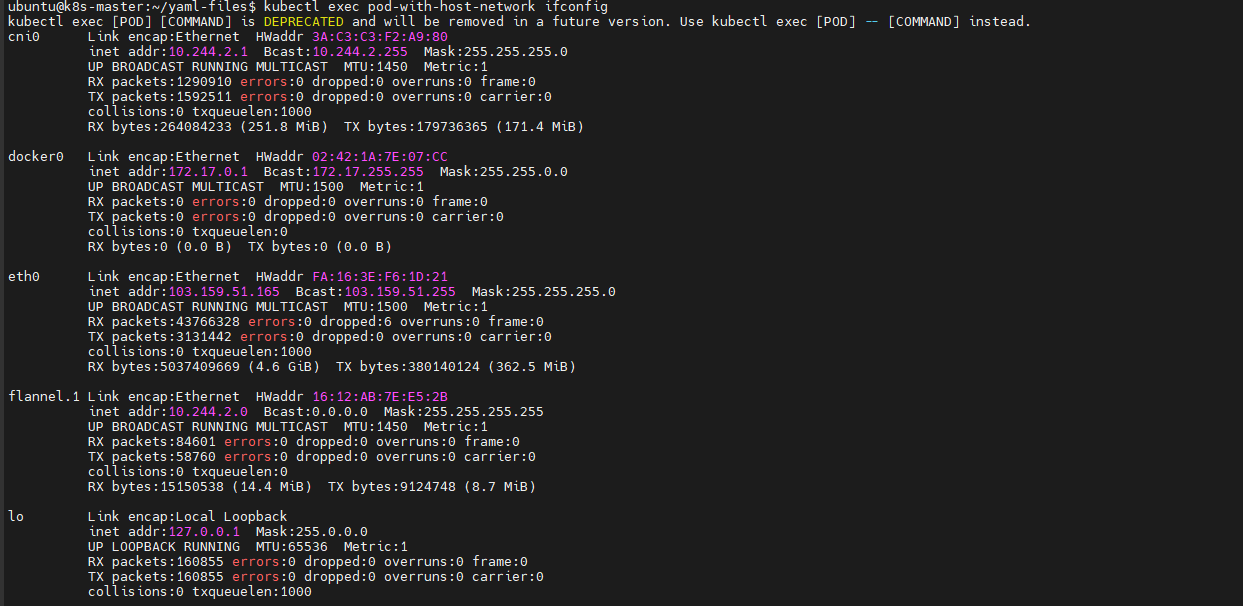 ubuntu@k8s-master:~/yaml-files$ kubectl exec pod-with-host-network ifconfig
kubectl exec [POD] [COMMAND] is DEPRECATED and will be removed in a future version. Use kubectl exec [POD] -- [COMMAND] instead.
cni0      Link encap:Ethernet  HWaddr 3A:C3:C3:F2:A9:80
          inet addr:10.244.2.1  Bcast:10.244.2.255  Mask:255.255.255.0
          UP BROADCAST RUNNING MULTICAST  MTU:1450  Metric:1
          RX packets:1290910 errors:0 dropped:0 overruns:0 frame:0
          TX packets:1592511 errors:0 dropped:0 overruns:0 carrier:0
          collisions:0 txqueuelen:1000
          RX bytes:264084233 (251.8 MiB)  TX bytes:179736365 (171.4 MiB)

docker0   Link encap:Ethernet  HWaddr 02:42:1A:7E:07:CC
          inet addr:172.17.0.1  Bcast:172.17.255.255  Mask:255.255.0.0
          UP BROADCAST MULTICAST  MTU:1500  Metric:1
          RX packets:0 errors:0 dropped:0 overruns:0 frame:0
          TX packets:0 errors:0 dropped:0 overruns:0 carrier:0
          collisions:0 txqueuelen:0
          RX bytes:0 (0.0 B)  TX bytes:0 (0.0 B)

eth0      Link encap:Ethernet  HWaddr FA:16:3E:F6:1D:21
          inet addr:103.159.51.165  Bcast:103.159.51.255  Mask:255.255.255.0
          UP BROADCAST RUNNING MULTICAST  MTU:1500  Metric:1
          RX packets:43766328 errors:0 dropped:6 overruns:0 frame:0
          TX packets:3131442 errors:0 dropped:0 overruns:0 carrier:0
          collisions:0 txqueuelen:1000
          RX bytes:5037409669 (4.6 GiB)  TX bytes:380140124 (362.5 MiB)

flannel.1 Link encap:Ethernet  HWaddr 16:12:AB:7E:E5:2B
          inet addr:10.244.2.0  Bcast:0.0.0.0  Mask:255.255.255.255
          UP BROADCAST RUNNING MULTICAST  MTU:1450  Metric:1
          RX packets:84601 errors:0 dropped:0 overruns:0 frame:0
          TX packets:58760 errors:0 dropped:0 overruns:0 carrier:0
          collisions:0 txqueuelen:0
          RX bytes:15150538 (14.4 MiB)  TX bytes:9124748 (8.7 MiB)

lo        Link encap:Local Loopback
          inet addr:127.0.0.1  Mask:255.0.0.0
          UP LOOPBACK RUNNING  MTU:65536  Metric:1
          RX packets:160855 errors:0 dropped:0 overruns:0 frame:0
          TX packets:160855 errors:0 dropped:0 overruns:0 carrier:0
          collisions:0 txqueuelen:1000